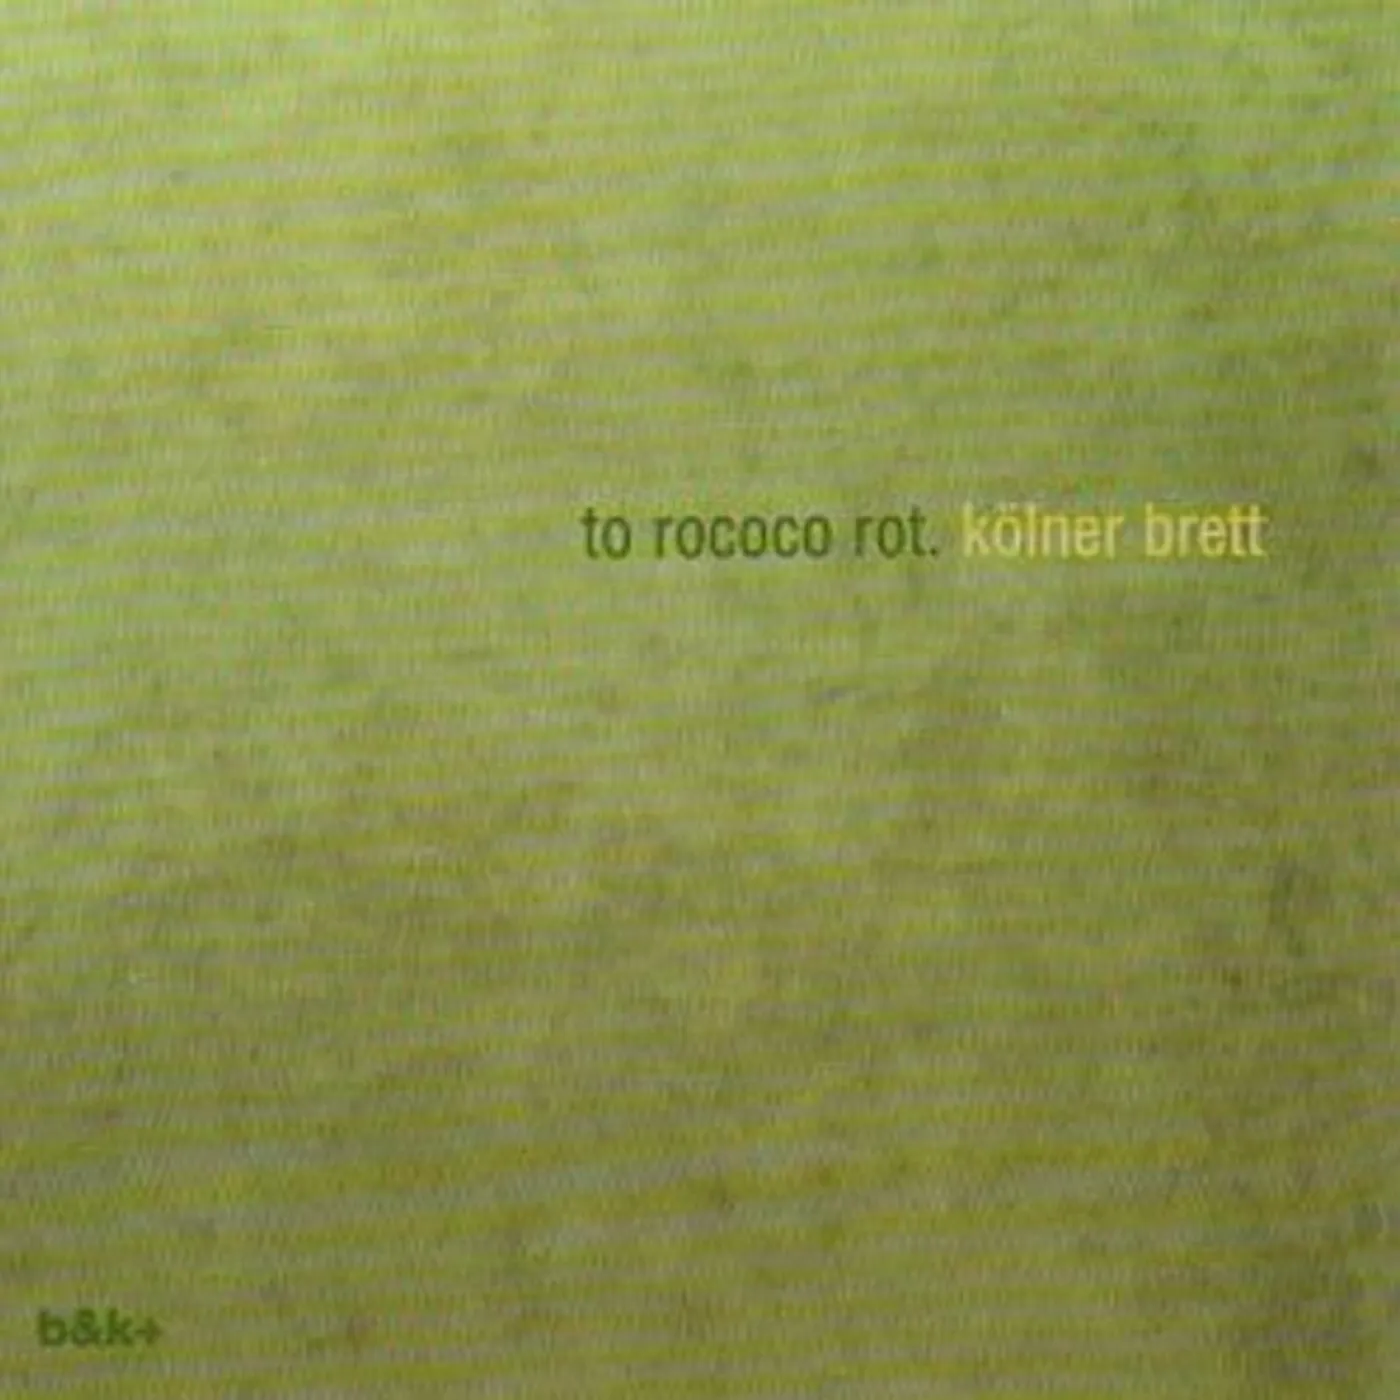 to rococo rot. kölner brett
b&k+